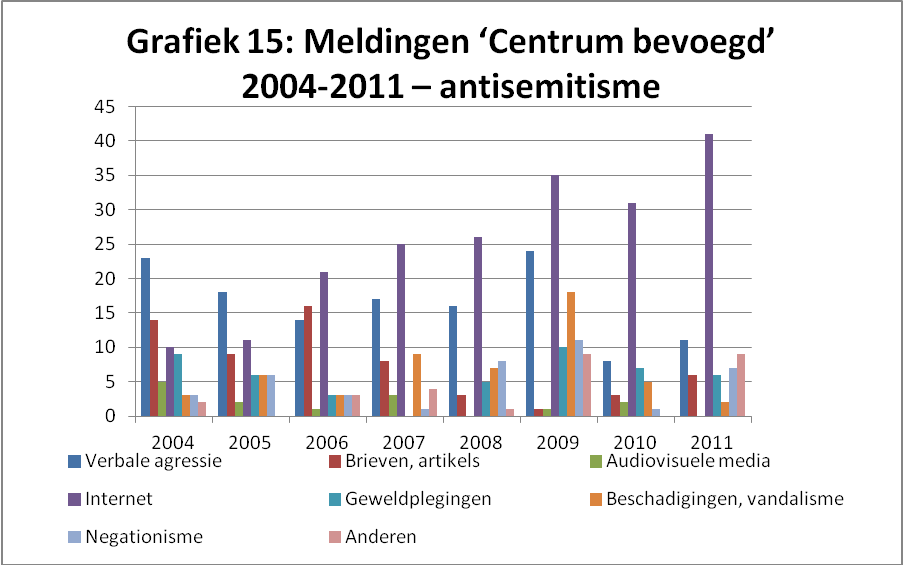 Grafiek 15: Meldingen ‘Centrum bevoegd’
2004-2011 – antisemitisme
45
40
35
30
25
20
15
10
5
0
2004 2005 2006 2007 2008 2009 2010 2011
Verbale agressie Brieven, artikels Audiovisuele media
Internet Geweldplegingen Beschadigingen, vandalisme
Negationisme Anderen